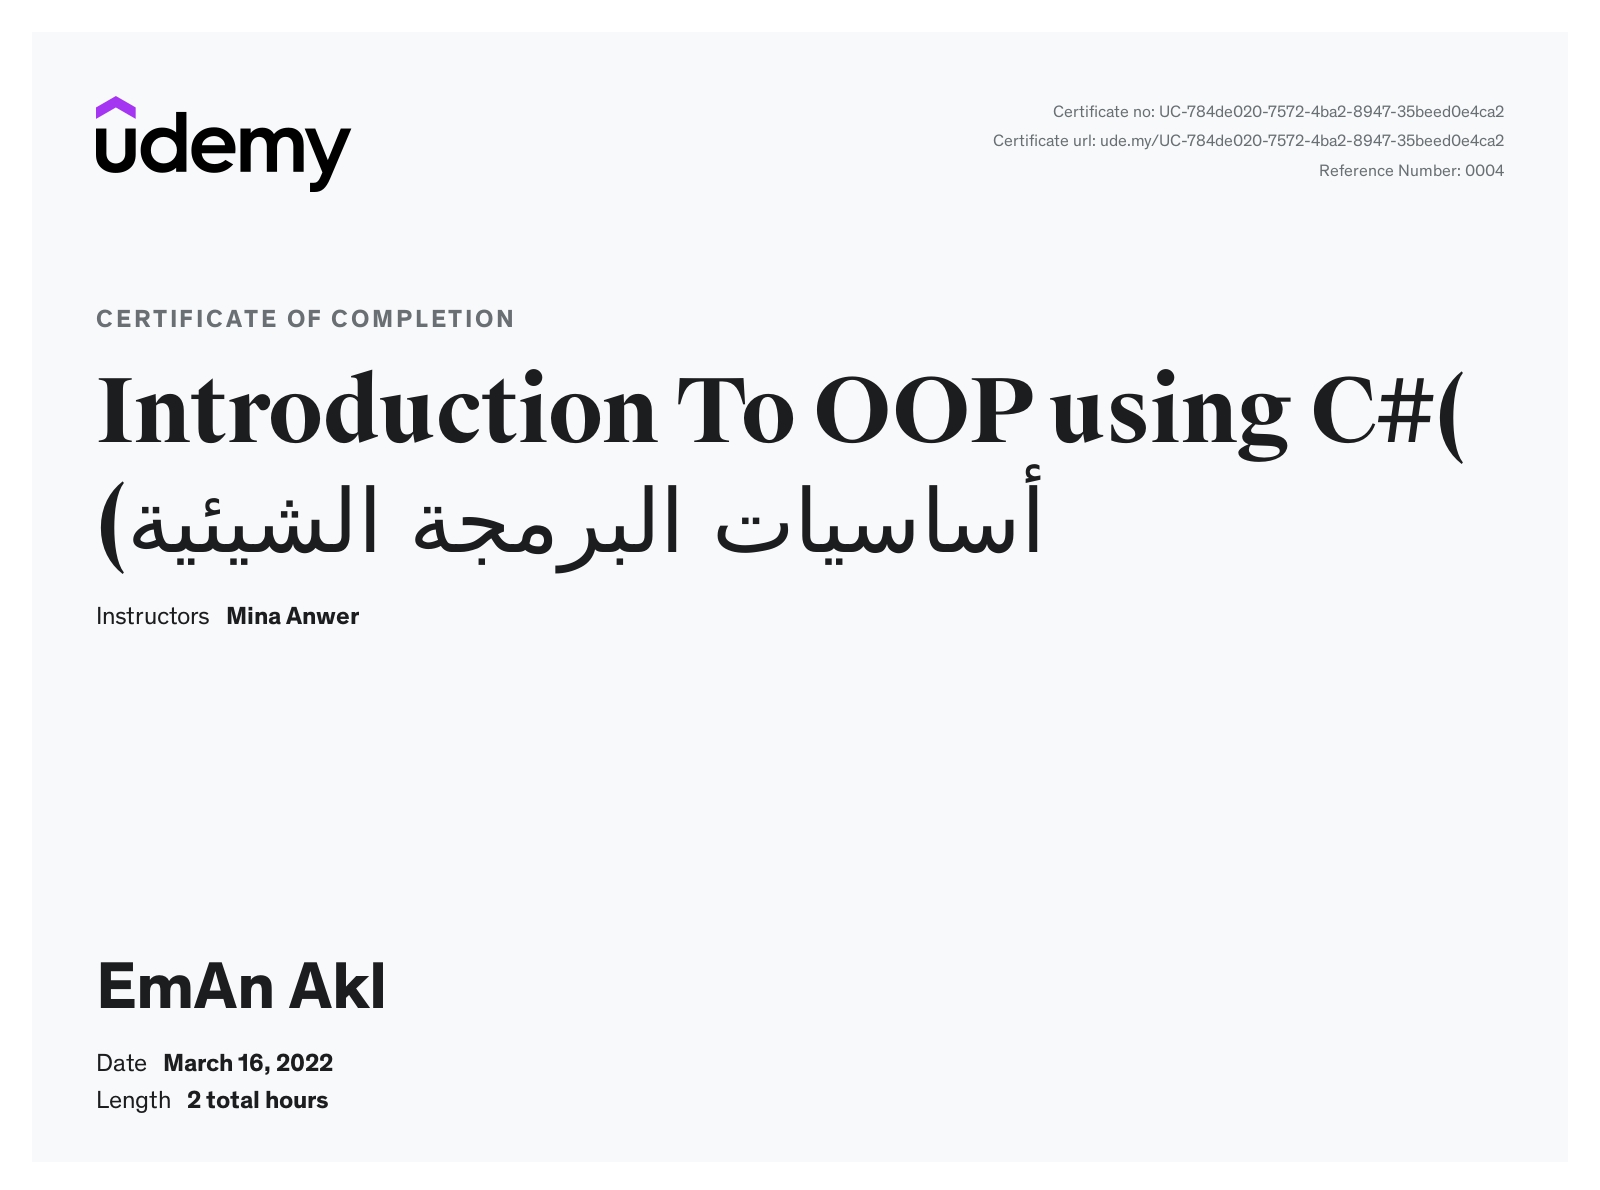 udemy
Certificate no: UC-784de020-7572-4ba2-8947-35beed0e4ca2
Certificate url: ude.my/UC-784de020-7572-4ba2-8947-35beed0e4ca2
Reference Number: 0004
CERTIFICATE OF COMPLETION
Introduction To OOP using C#(
أساسيات البرمجة الشيئية)
Instructors Mina Anwer
EmAn Akl
Date March 16, 2022
Length 2 total hours